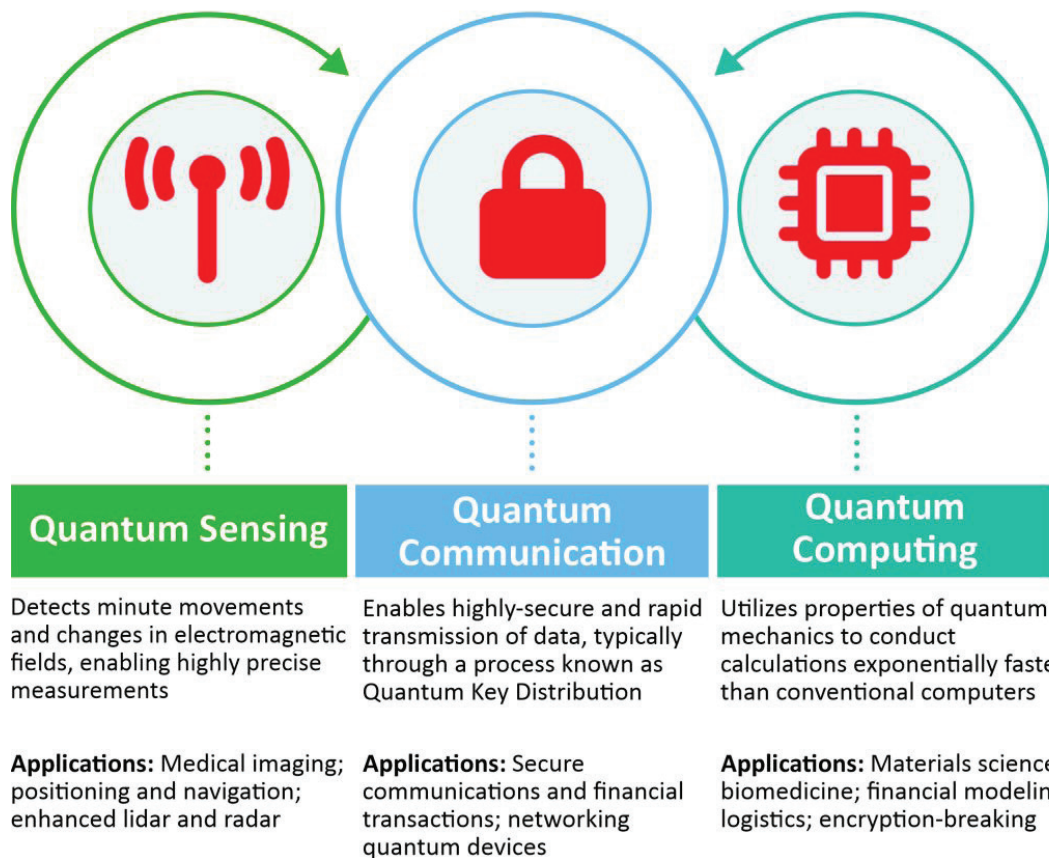 Quantum Sensing
Detects minute movements
and changes in electromagnetic
fields, enabling highly precise
measurements
Applications: Medical imaging;
positioning and navigation;
enhanced lidar and radar
Quantum
Communication
Enables highly-secure and rapid
transmission of data, typically
through a process known as
Quantum Key Distribution
Applications: Secure
communications and financial
transactions; networking
quantum devices
Quantum
Computing
Utilizes properties of quantum
mechanics to conduct
calculations exponentially faste
than conventional computers
Applications: Materials science
biomedicine; financial modelin
logistics; encryption-breaking